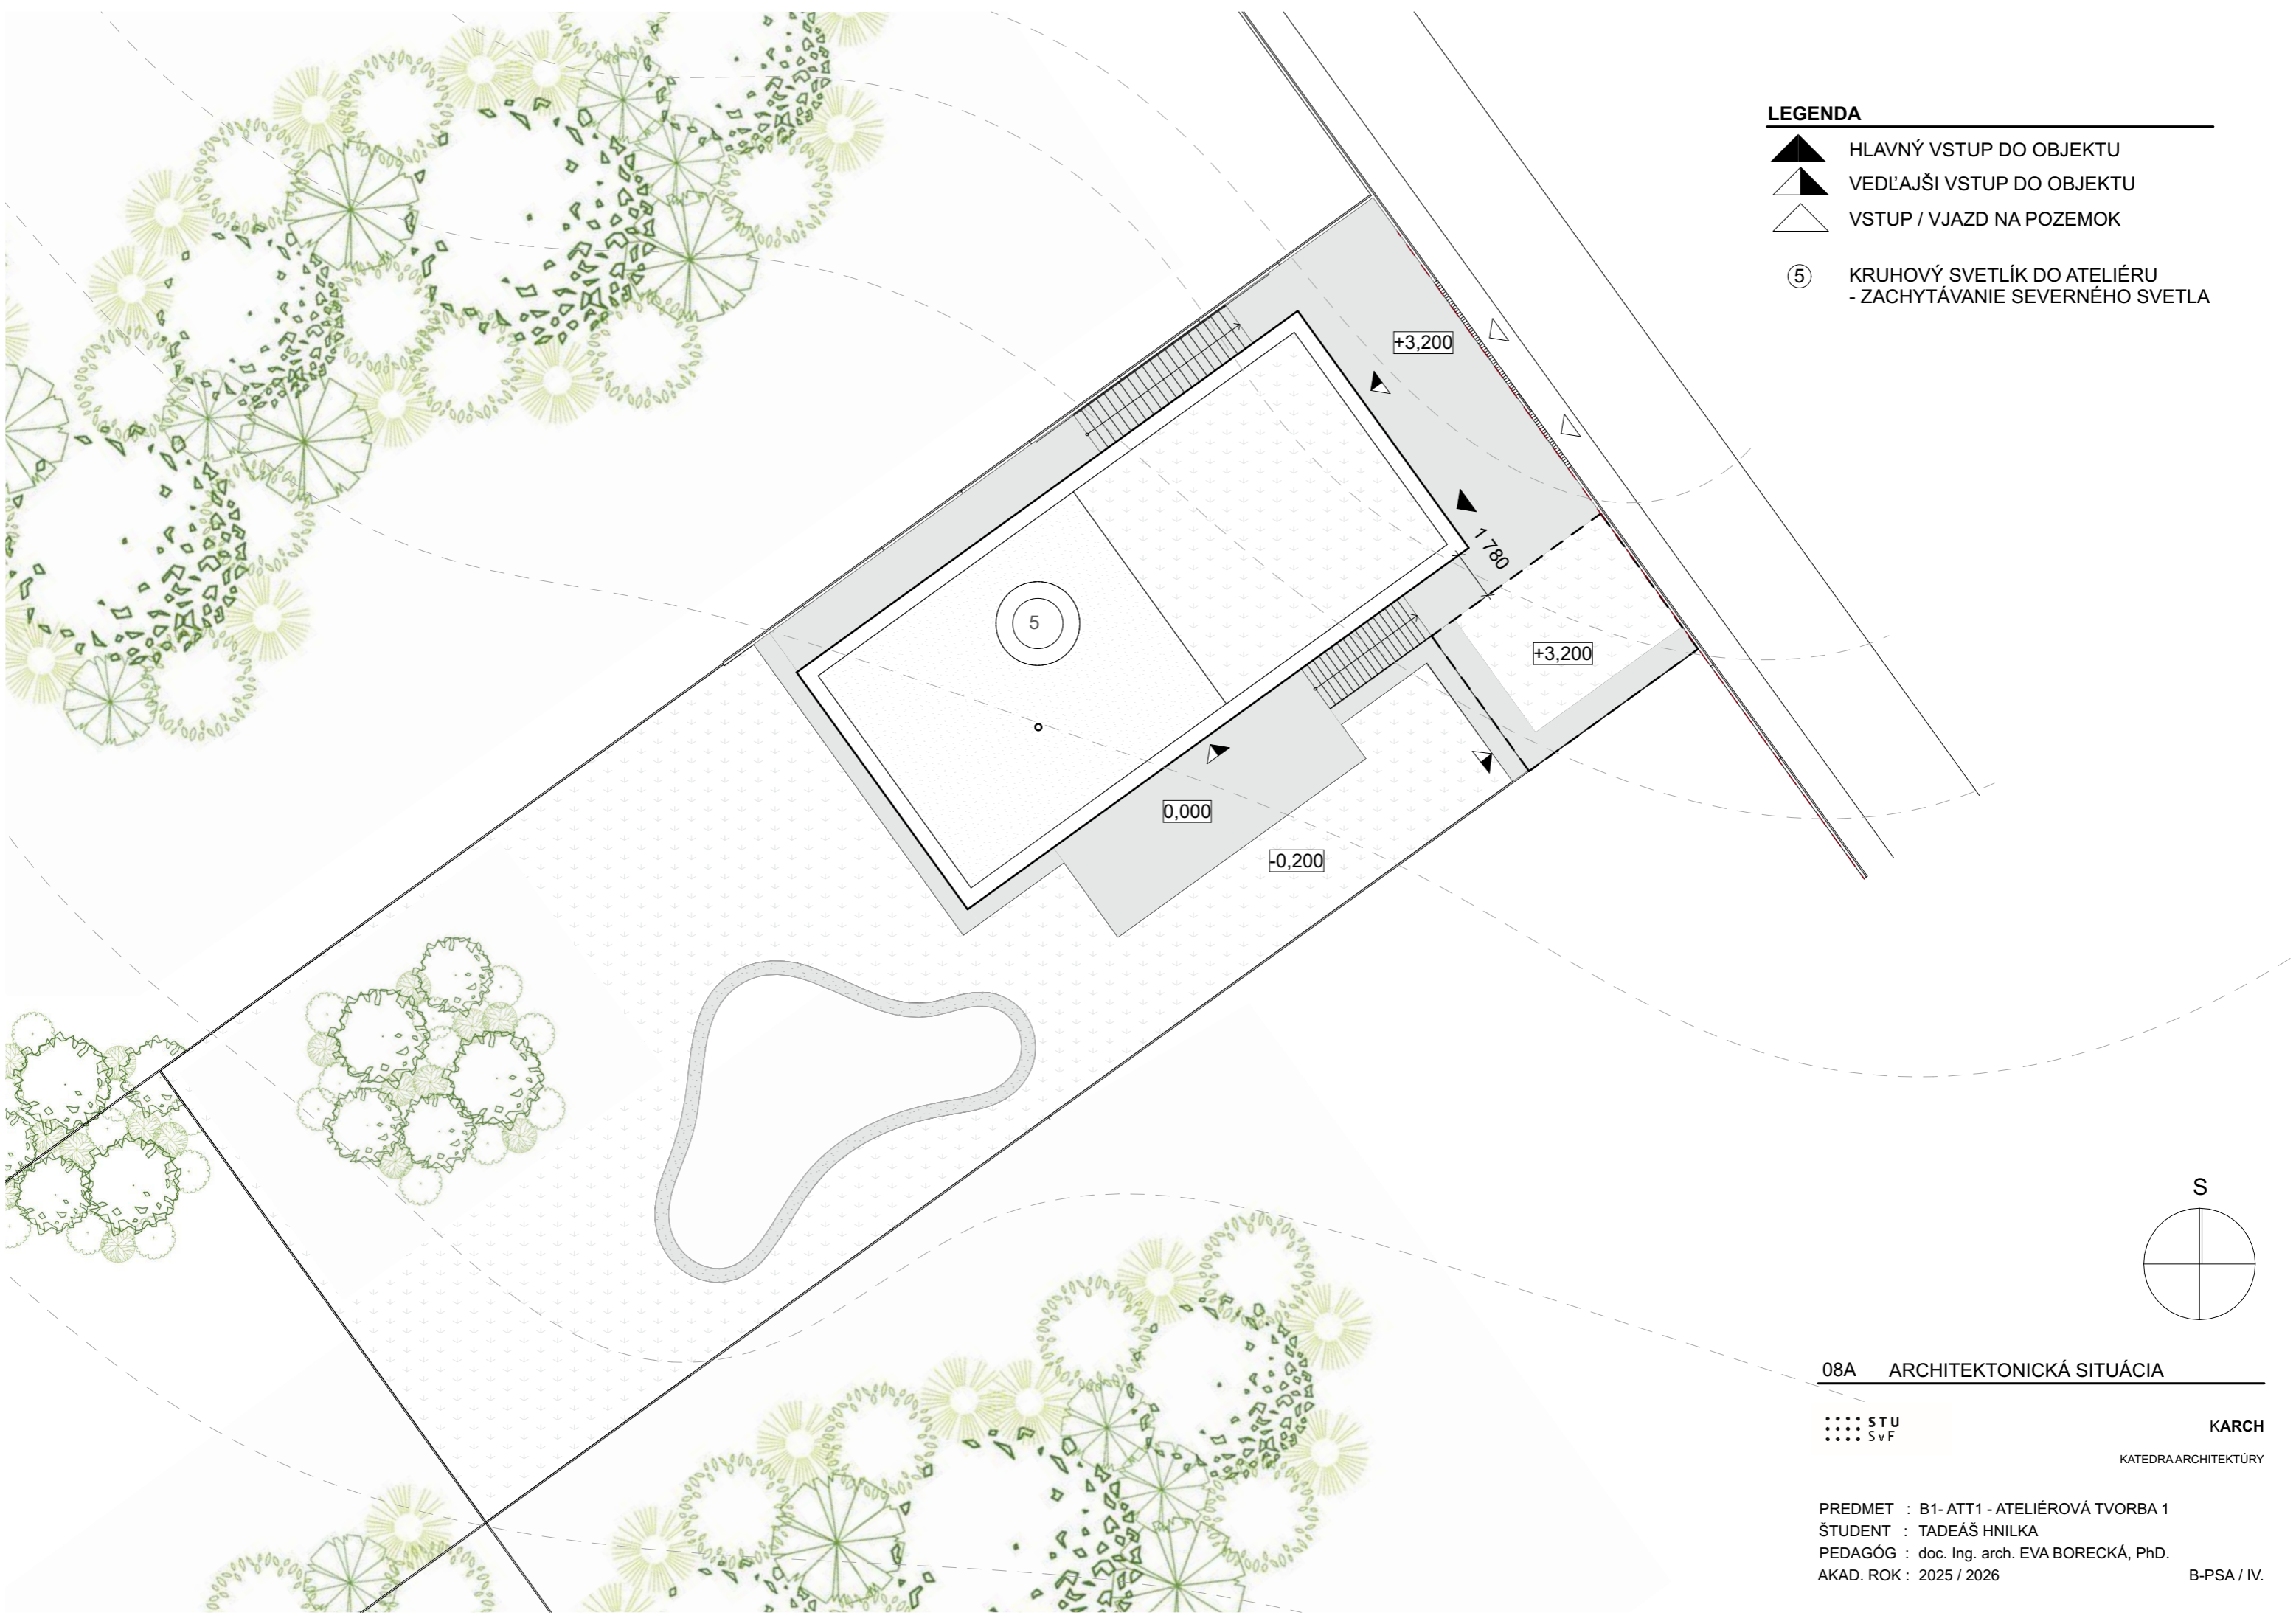 LEGENDA
HLAVNÝ VSTUP DO OBJEKTU
VEDĽAJŠI VSTUP DO OBJEKTU
VSTUP / VJAZD NA POZEMOK
5 KRUHOVÝ SVETLÍK DO ATELIÉRU
- ZACHYTÁVANIE SEVERNÉHO SVETLA
+3,200
1 780
5
+3,200
0,000
-0,200
S
08A ARCHITEKTONICKÁ SITUÁCIA
STU
SvF
KARCH
KATEDRA ARCHITEKTÚRY
PREDMET : B1- ATT1 - ATELIÉROVÁ TVORBA 1
ŠTUDENT : TADEÁŠ HNILKA
PEDAGÓG : doc. Ing. arch. EVA BORECKÁ, PhD.
AKAD. ROK : 2025 / 2026 B-PSA / IV.